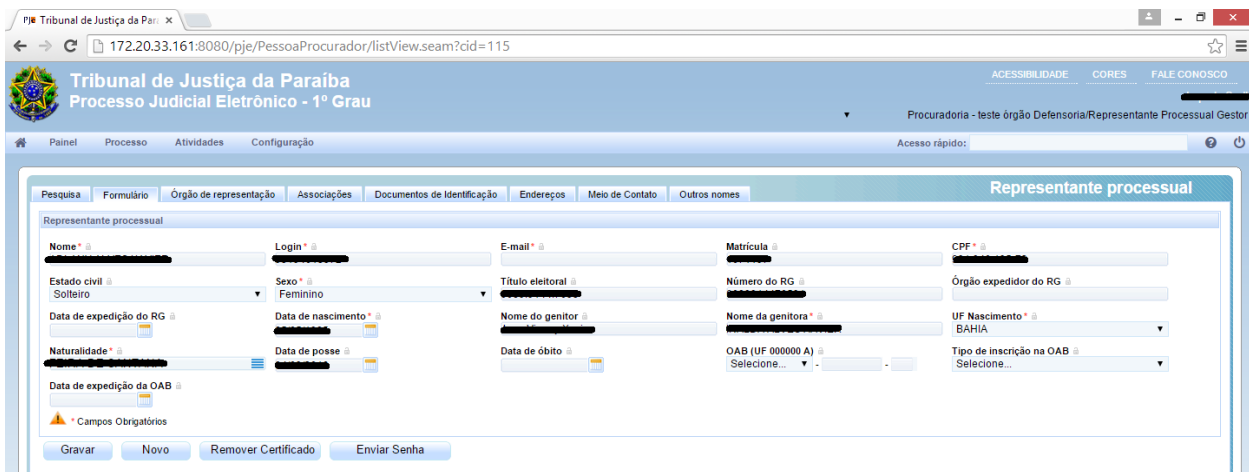 PJe Tribunal de Justiça da Par
172.20.33.161:8080/pje/PessoaProcurador/listView.seam?cid=115
Tribunal de Justiça da Paraíba
Processo Judicial Eletrônico - 1º Grau
ACESSIBILIDADE CORES FALE CONOSCO
Procuradoria - teste órgão Defensoria/Representante Processual Gestor
Painel Processo Atividades Configuração Acesso rápido:
Pesquisa Formulário Órgão de representação Associações Documentos de Identificação Endereços Meio de Contato Outros nomes Representante processual
Representante processual
Nome * Login * E-mail * Matrícula CPF *
Estado civil Sexo * Título eleitoral Número do RG Órgão expedidor do RG
Solteiro Feminino
Data de expedição do RG Data de nascimento * Nome do genitor Nome da genitora * UF Nascimento *
BAHIA
Naturalidade * Data de posse Data de óbito OAB (UF 000000 A) Tipo de inscrição na OAB
Selecione... - - Selecione...
Data de expedição da OAB
* Campos Obrigatórios
Gravar Novo Remover Certificado Enviar Senha